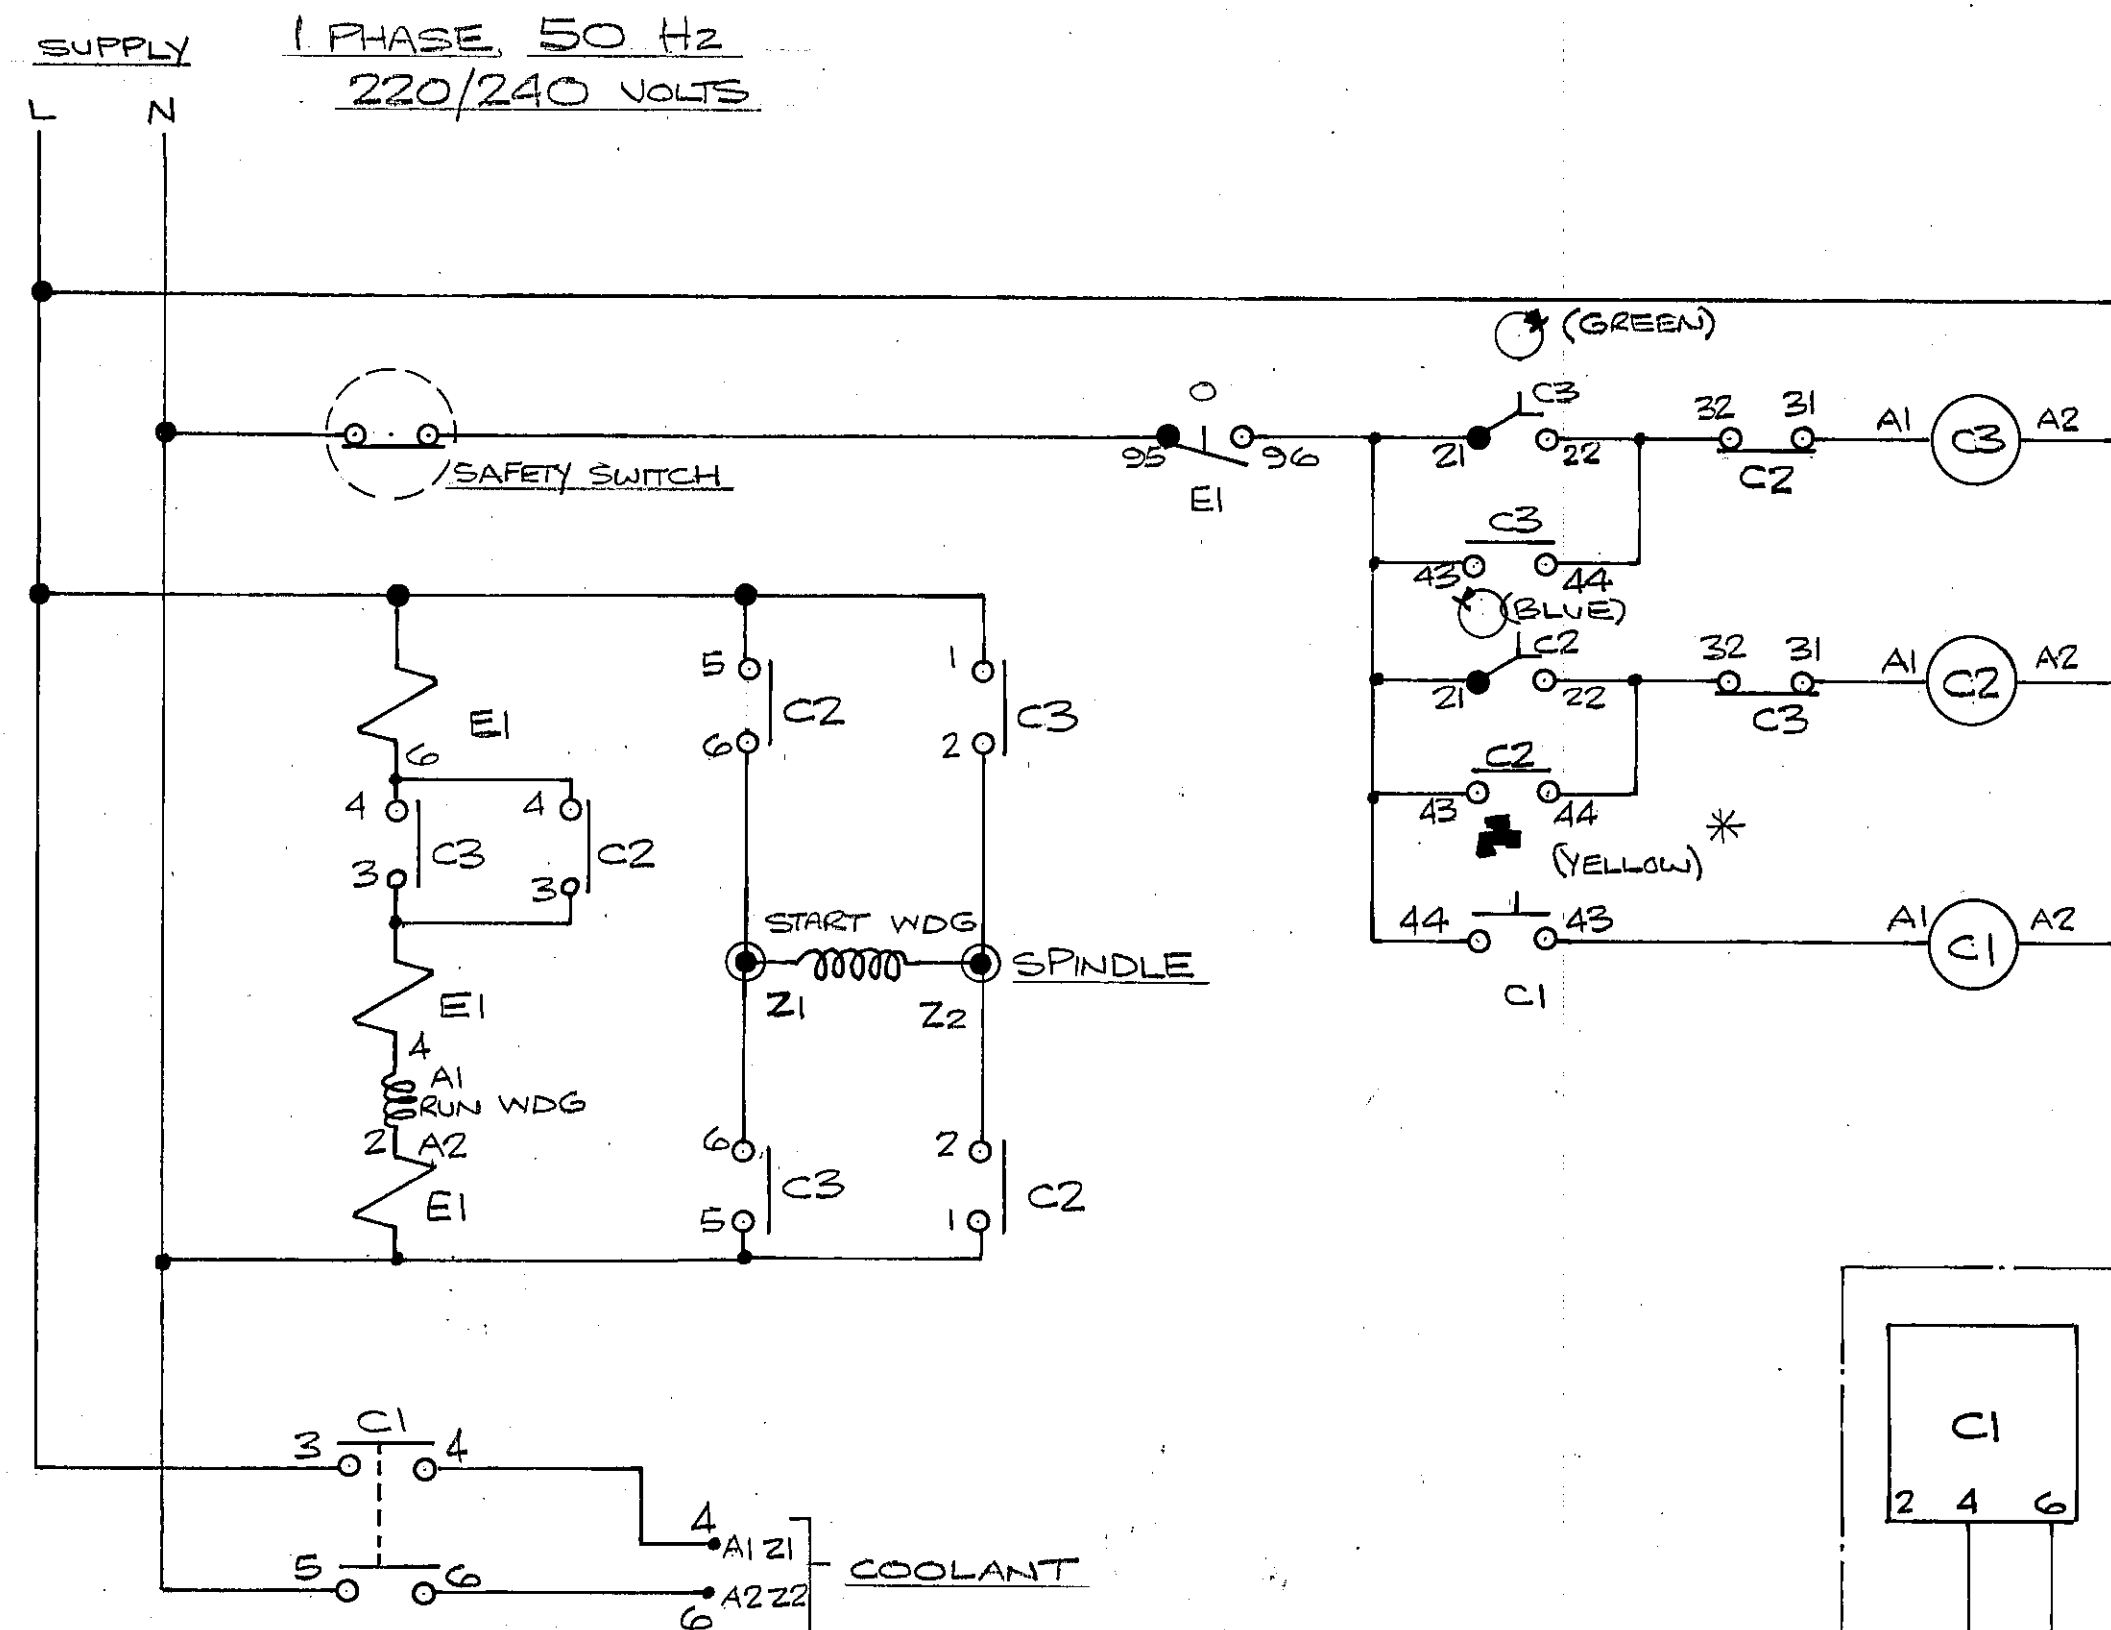 SUPPLY
1 PHASE, 50 Hz
220/240 VOLTS
L N
(GREEN)
O
C3
32 31
A1 C3 A2
95 96
21 22
C2
SAFETY SWITCH
E1
C3
43 44
(BLUE)
C2
32 31
A1 C2 A2
21 22
C3
5
C2
6
1
C3
2
E1
6
4
C3
3
4
C2
3
C2
43 44
*
(YELLOW)
44 43
A1 C1 A2
C1
START WDG
SPINDLE
Z1 Z2
E1
4
A1
RUN WDG
2 A2
E1
6
C3
5
2
C2
1
C1
3 4
5 6
4
A1 Z1
A2 Z2
6
COOLANT
C1
2 4 6